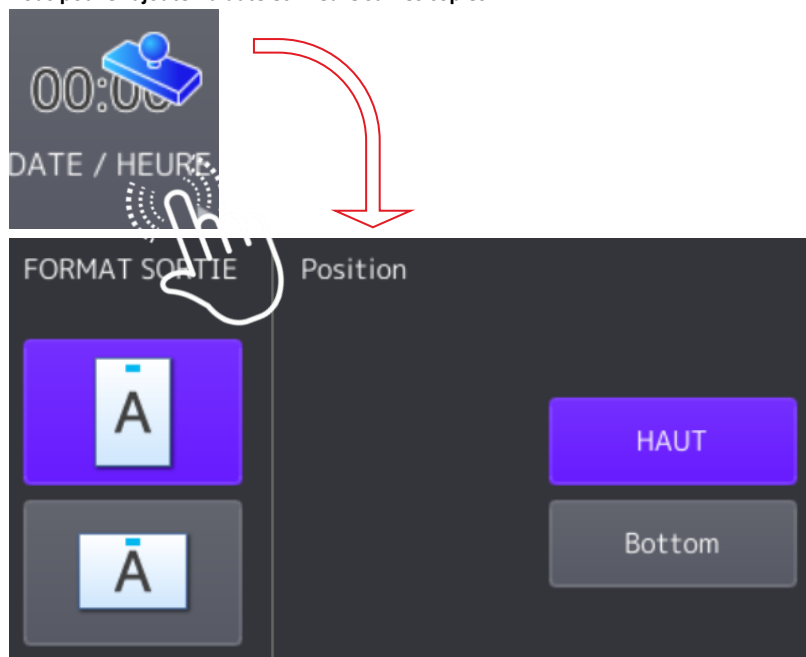 00:00
DATE / HEURE
FORMAT SORTIE
Position
A
HAUT
A
Bottom